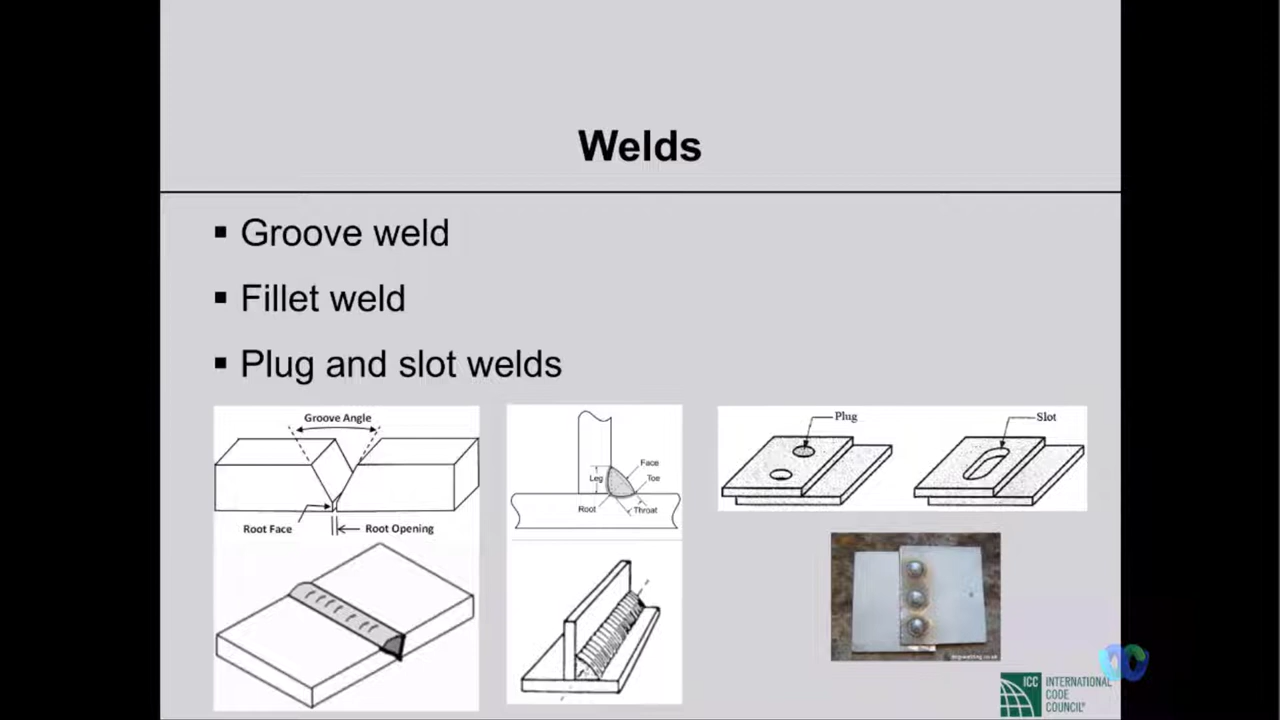 Welds
▪ Groove weld
▪ Fillet weld
▪ Plug and slot welds
Groove Angle
Root Face
Root Opening
Face
Leg
Toe
Root
Throat
Plug
Slot
ICC INTERNATIONAL
CODE
COUNCIL®